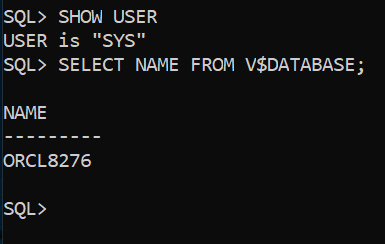 SQL> SHOW USER
USER is "SYS"
SQL> SELECT NAME FROM V$DATABASE;
NAME
---------
ORCL8276
SQL>